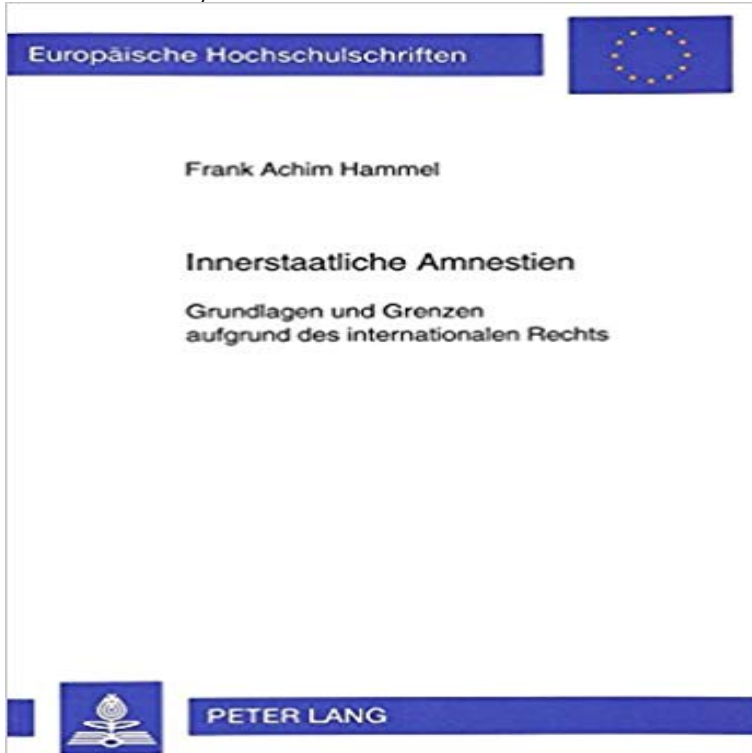 Europäische Hochschulschriften
Frank Achim Hammel
Innerstaatliche Amnestien
Grundlagen und Grenzen
aufgrund des internationalen Rechts
PETER LANG